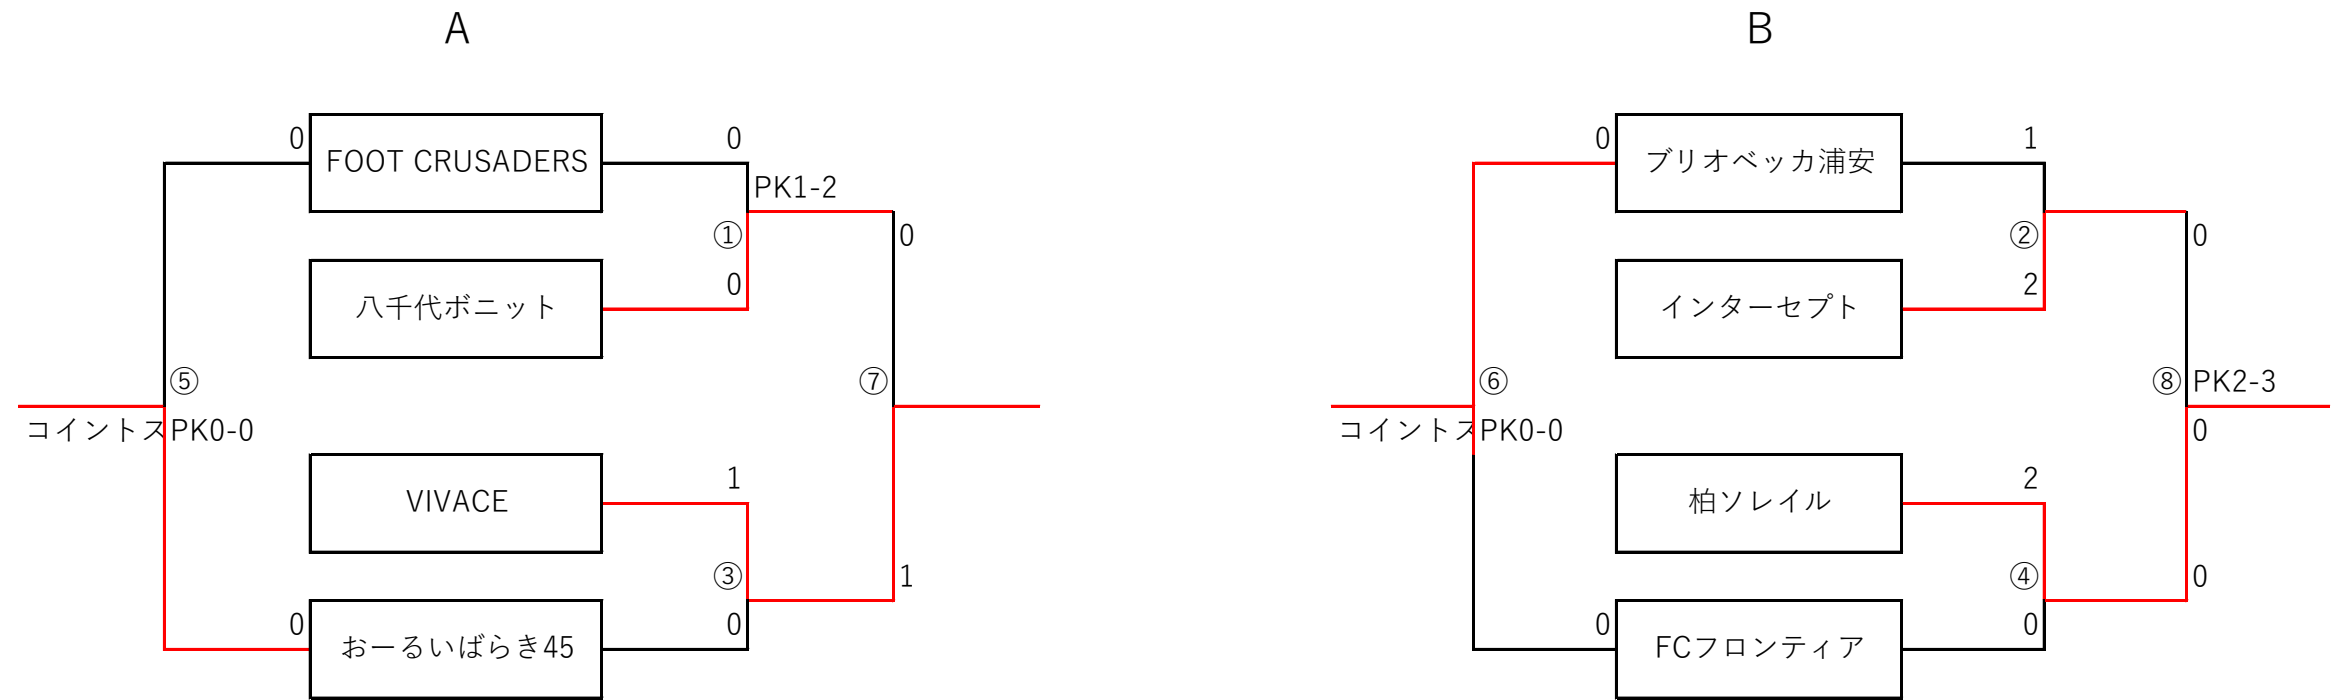 A
0
FOOT CRUSADERS
0
PK1-2
①
0
八千代ボニット
0
⑤
⑦
コイントスPK0-0
VIVACE
1
③
1
0
おーるいばらき45
0
B
0
ブリオベッカ浦安
1
②
0
インターセプト
2
⑥
⑧
PK2-3
コイントスPK0-0
0
柏ソレイル
2
④
0
0
FCフロンティア
0